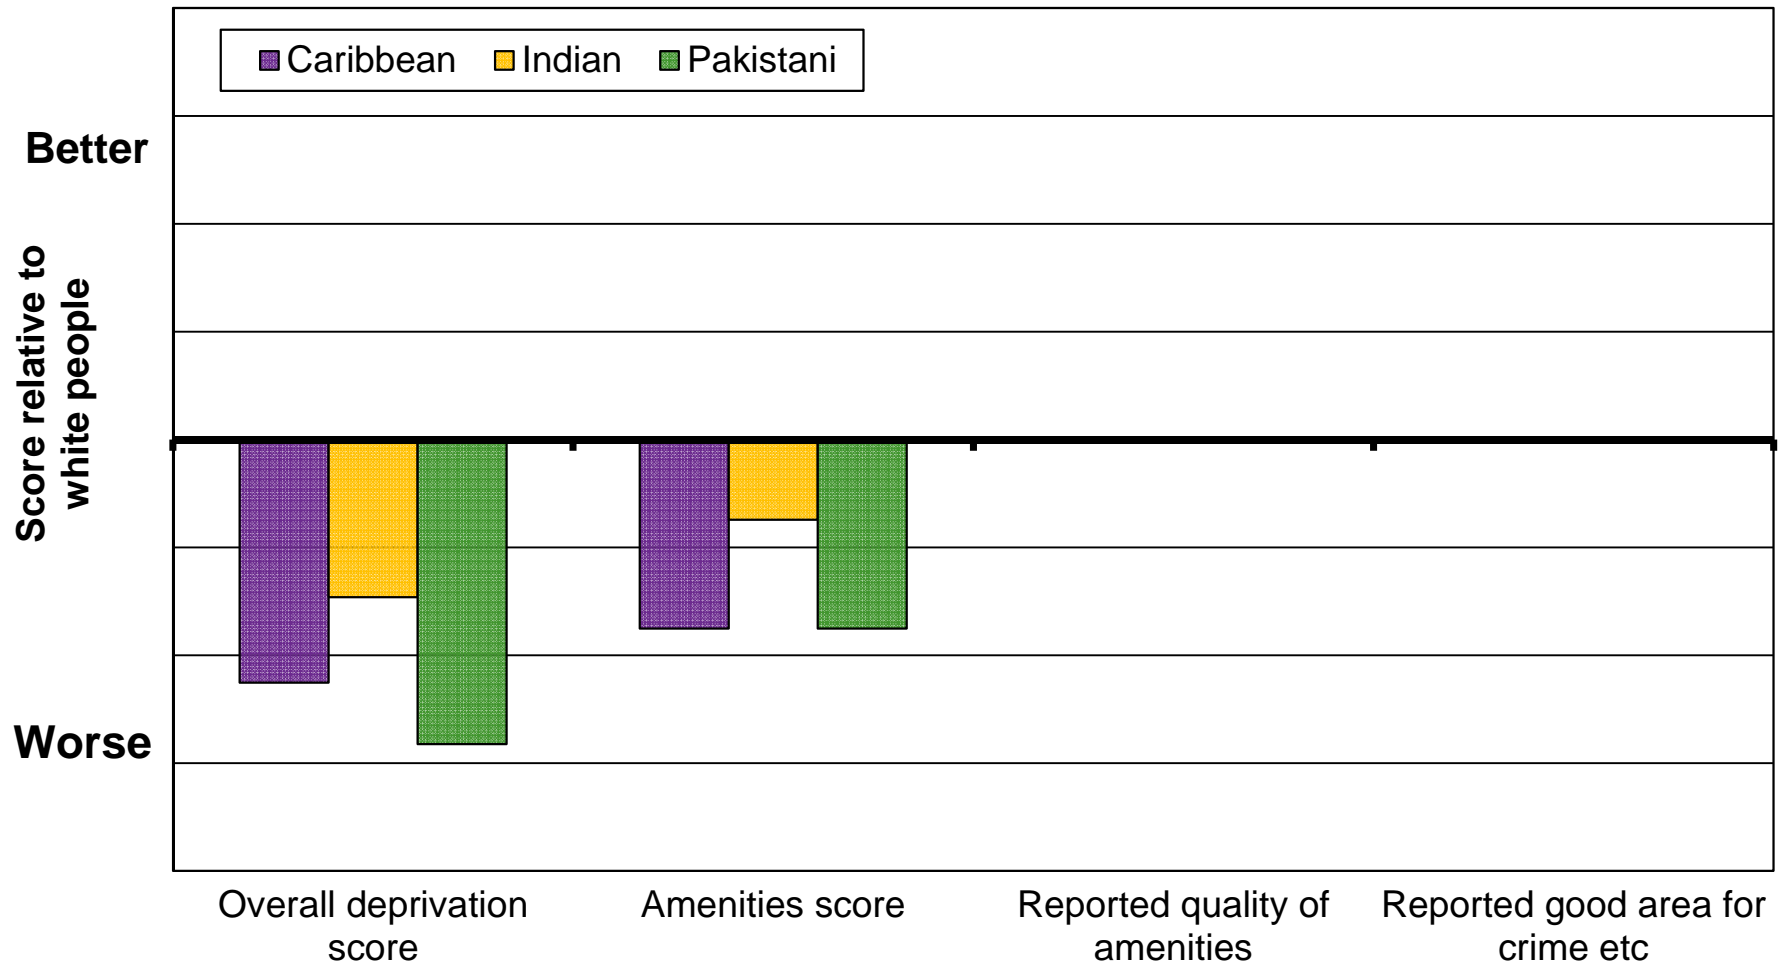 Caribbean Indian Pakistani
Better
Score relative to
white people
Worse
Overall deprivation
score
Amenities score
Reported quality of
amenities
Reported good area for
crime etc